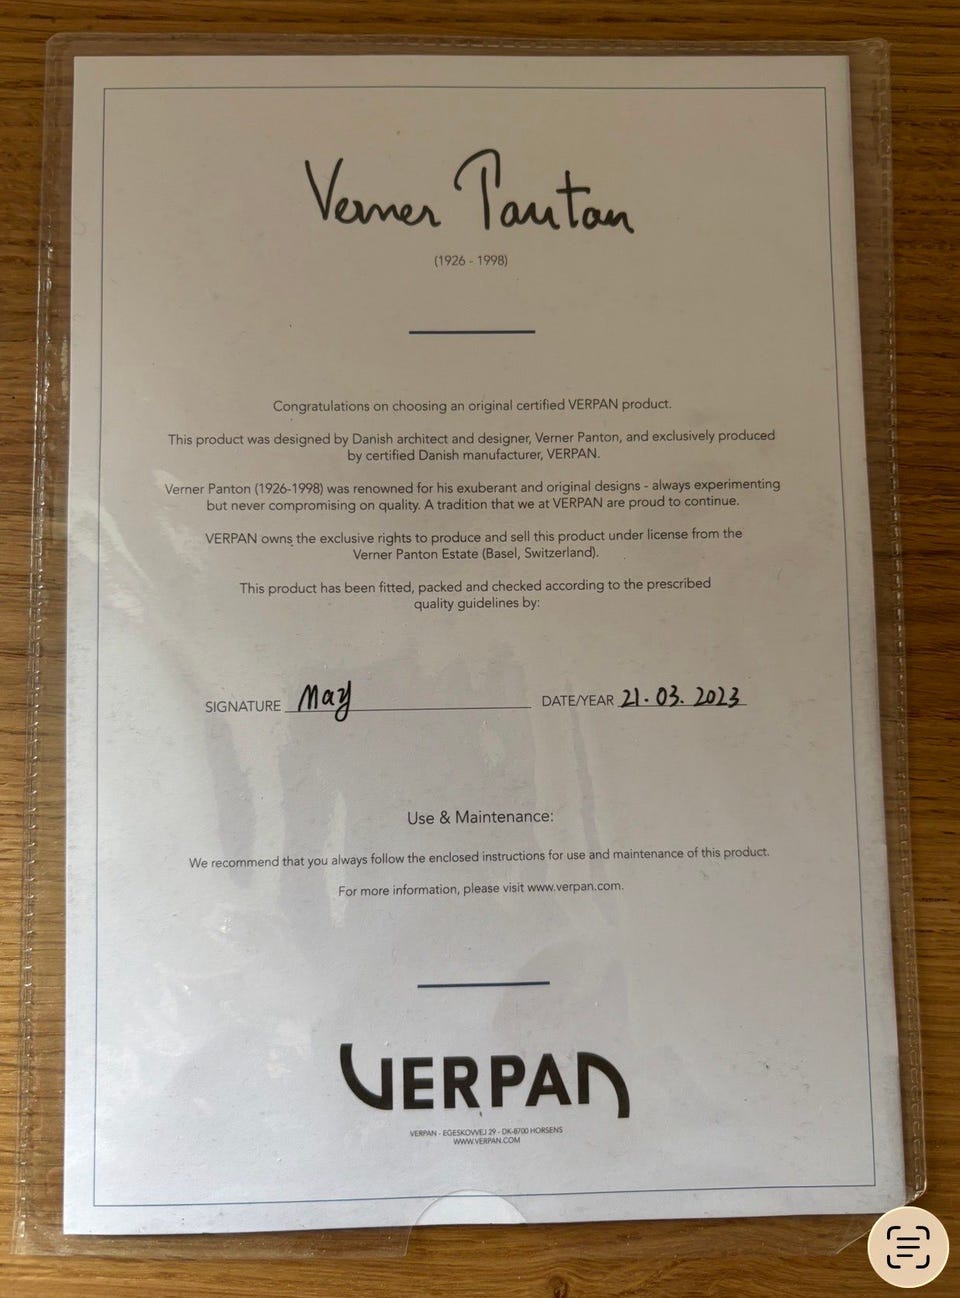 Verner Panton
(1926 - 1998)
Congratulations on choosing an original certified VERPAN product.
This product was designed by Danish architect and designer, Verner Panton, and exclusively produced
by certified Danish manufacturer, VERPAN.
Verner Panton (1926-1998) was renowned for his exuberant and original designs - always experimenting
but never compromising on quality. A tradition that we at VERPAN are proud to continue.
VERPAN owns the exclusive rights to produce and sell this product under license from the
Verner Panton Estate (Basel, Switzerland).
This product has been fitted, packed and checked according to the prescribed
quality guidelines by:
SIGNATURE May DATE/YEAR 21.03.2023
Use & Maintenance:
We recommend that you always follow the enclosed instructions for use and maintenance of this product.
For more information, please visit www.verpan.com.
VERPAN
VERPAN - EGESKOVVEJ 29 - DK-8700 HORSENS
WWW.VERPAN.COM